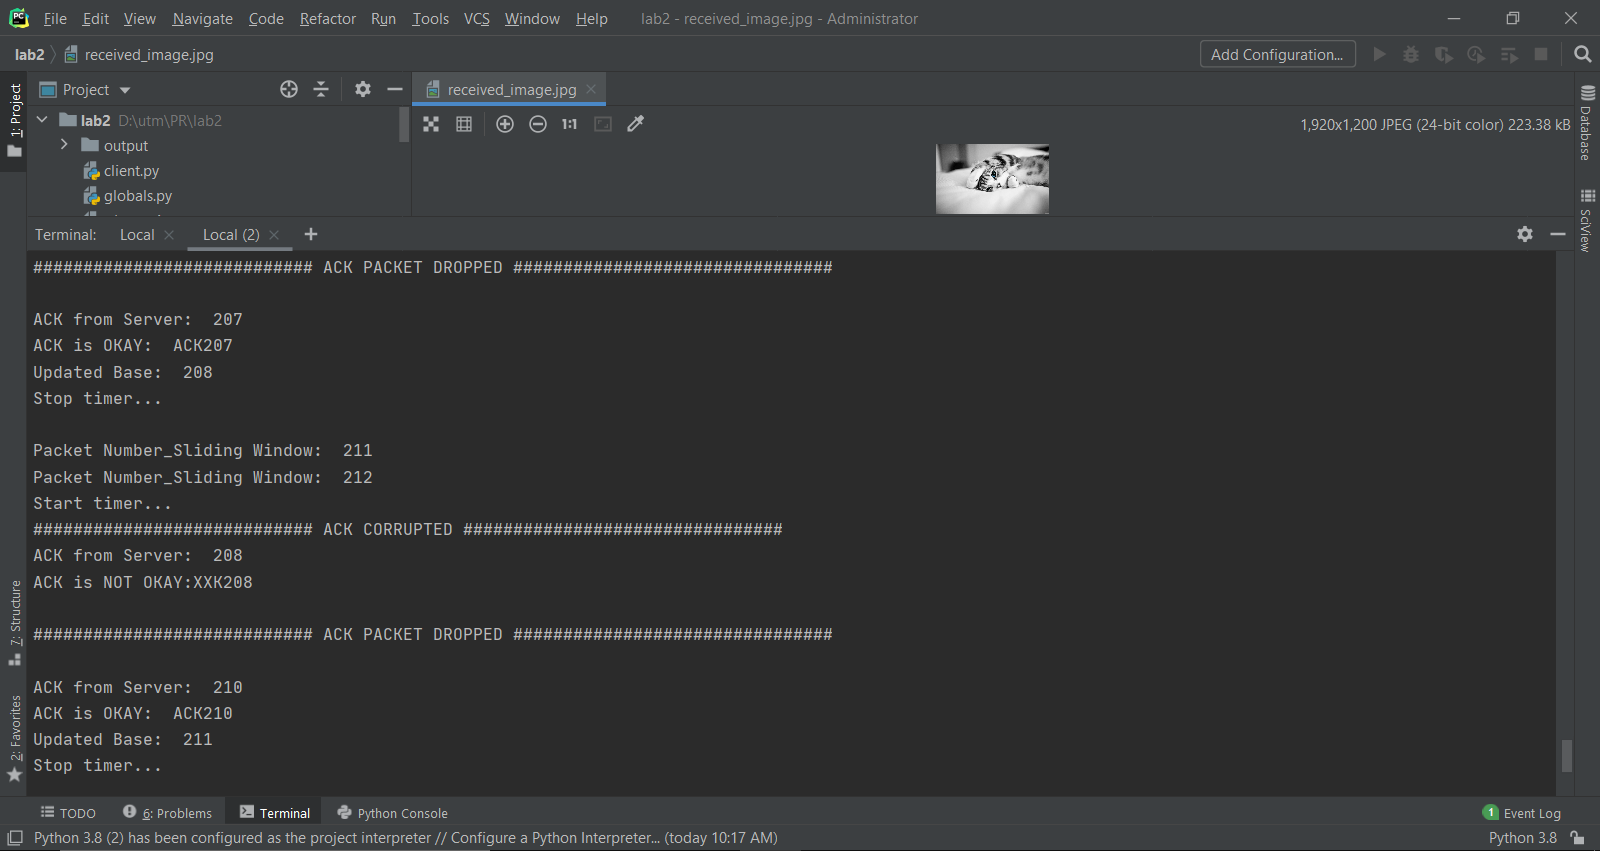 PC File Edit View Navigate Code Refactor Run Tools VCS Window Help lab2 - received_image.jpg - Administrator
lab2 received_image.jpg Add Configuration...
1: Project
Project
received_image.jpg
lab2 D:\utm\PR\lab2
output
client.py
globals.py
1:1
1,920x1,200 JPEG (24-bit color) 223.38 kB
Database
SciView
Terminal: Local Local (2)
############################ ACK PACKET DROPPED ################################
ACK from Server:  207
ACK is OKAY:  ACK207
Updated Base:  208
Stop timer...
Packet Number_Sliding Window:  211
Packet Number_Sliding Window:  212
Start timer...
############################ ACK CORRUPTED ################################
ACK from Server:  208
ACK is NOT OKAY:XXK208
############################ ACK PACKET DROPPED ################################
ACK from Server:  210
ACK is OKAY:  ACK210
Updated Base:  211
Stop timer...
7: Structure
2: Favorites
TODO 6: Problems Terminal Python Console 1 Event Log
Python 3.8 (2) has been configured as the project interpreter // Configure a Python Interpreter... (today 10:17 AM) Python 3.8